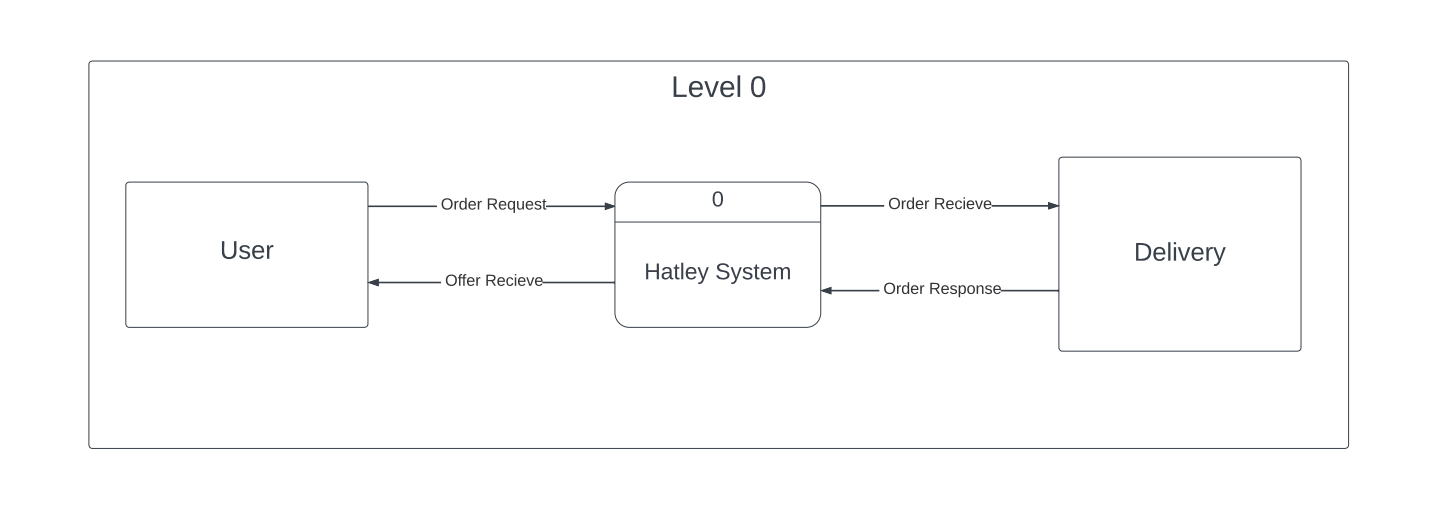 Level 0
User
Order Request
Offer Recieve
0
Hatley System
Order Recieve
Order Response
Delivery